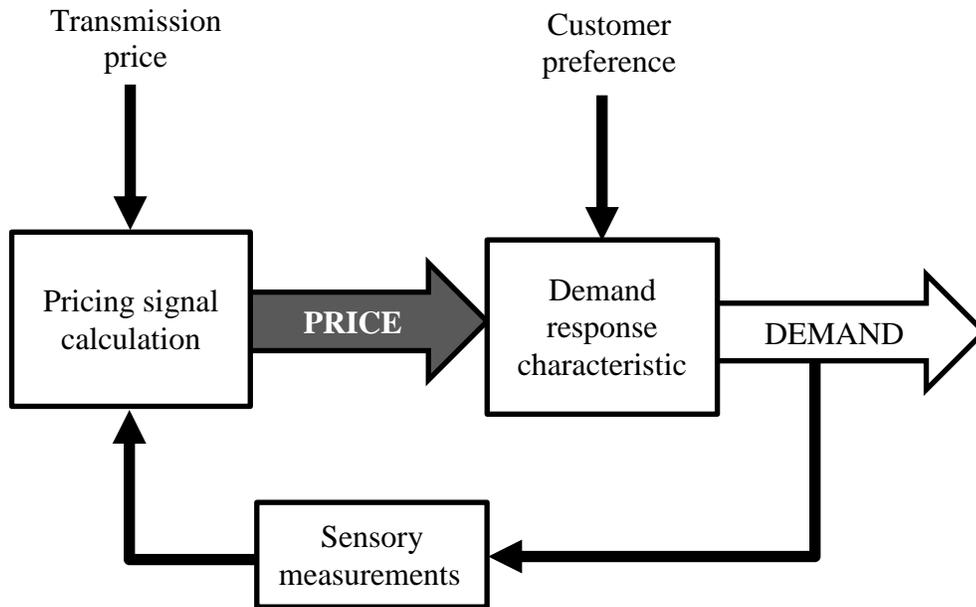 Transmission
price
Customer
preference
Pricing signal
calculation
PRICE
Demand
response
characteristic
DEMAND
Sensory
measurements